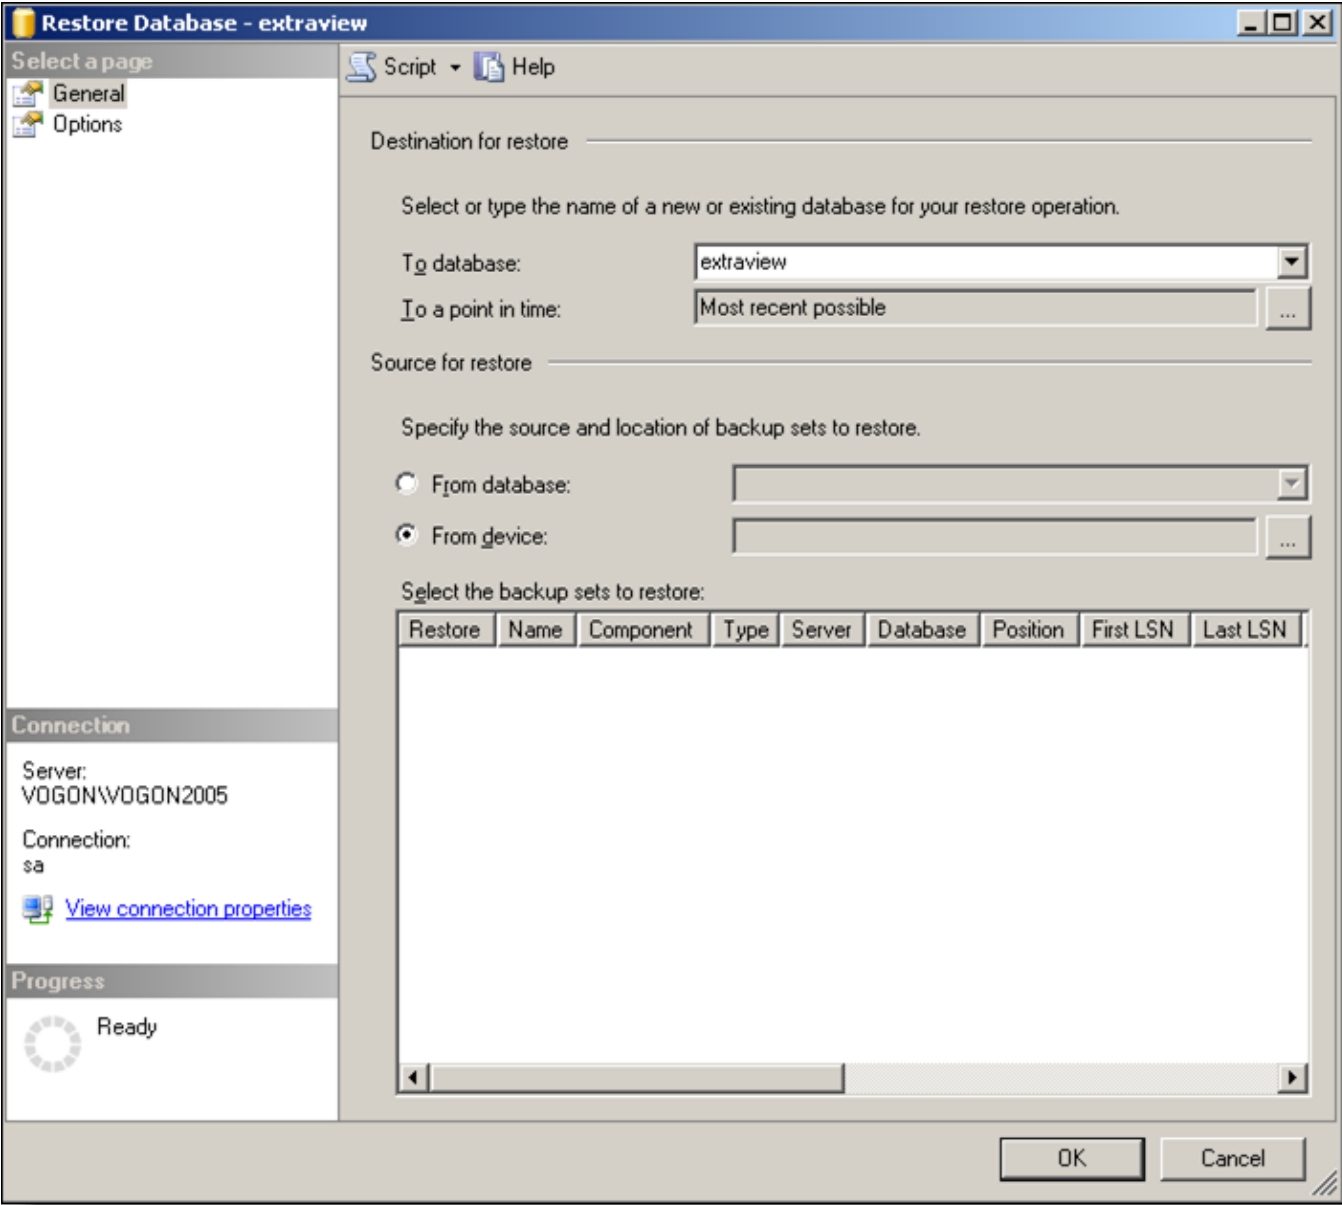 Restore Database - extraview
Select a page
General
Options
Script
Help
Destination for restore
Select or type the name of a new or existing database for your restore operation.
To database:
extraview
To a point in time:
Most recent possible
...
Source for restore
Specify the source and location of backup sets to restore.
From database:
From device:
...
Select the backup sets to restore:
Restore Name Component Type Server Database Position First LSN Last LSN
Connection
Server:
VOGON\VOGON2005
Connection:
sa
View connection properties
Progress
Ready
OK
Cancel